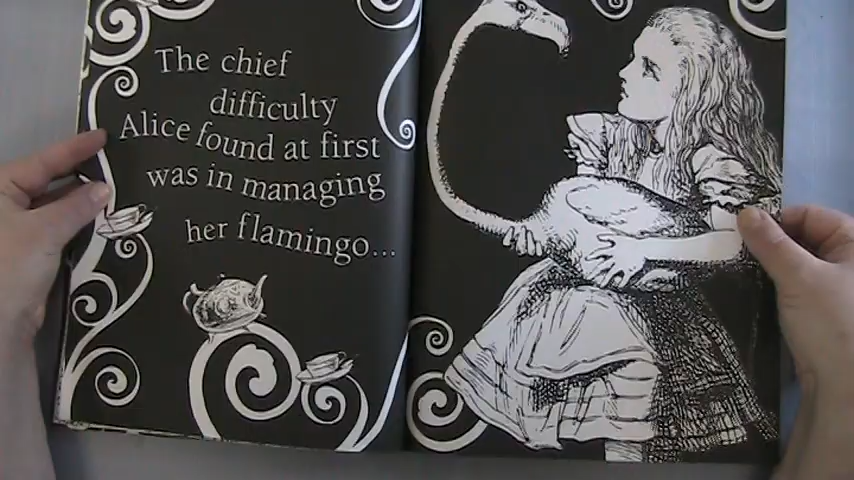 The chief
difficulty
Alice found at first
was in managing
her flamingo...